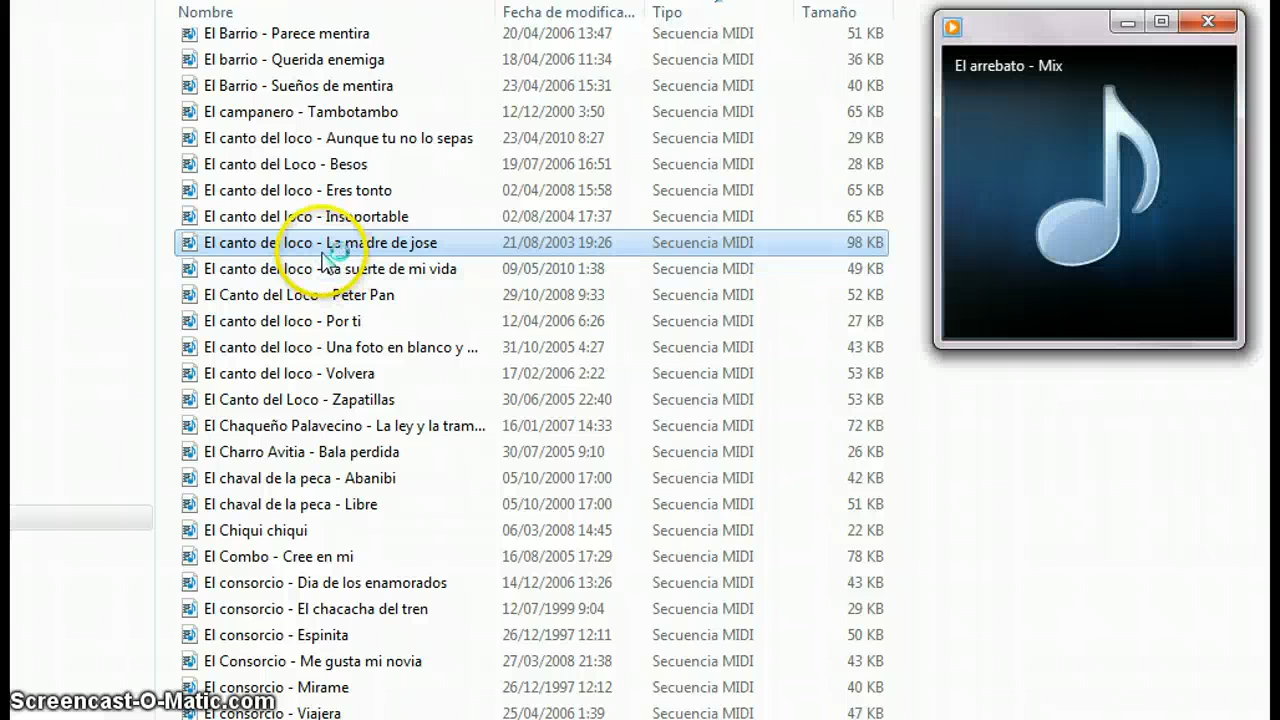 Nombre Fecha de modifica... Tipo Tamaño
El Barrio - Parece mentira 20/04/2006 13:47 Secuencia MIDI 51 KB
El barrio - Querida enemiga 18/04/2006 11:34 Secuencia MIDI 36 KB
El arrebato - Mix
El Barrio - Sueños de mentira 23/04/2006 15:31 Secuencia MIDI 40 KB
El campanero - Tambotambo 12/12/2000 3:50 Secuencia MIDI 65 KB
El canto del loco - Aunque tu no lo sepas 23/04/2010 8:27 Secuencia MIDI 29 KB
El canto del Loco - Besos 19/07/2006 16:51 Secuencia MIDI 28 KB
El canto del loco - Eres tonto 02/04/2008 15:58 Secuencia MIDI 65 KB
El canto del loco - Insoportable 02/08/2004 17:37 Secuencia MIDI 65 KB
El canto del loco - La madre de jose 21/08/2003 19:26 Secuencia MIDI 98 KB
El canto del loco - La suerte de mi vida 09/05/2010 1:38 Secuencia MIDI 49 KB
El Canto del Loco - Peter Pan 29/10/2008 9:33 Secuencia MIDI 52 KB
El canto del loco - Por ti 12/04/2006 6:26 Secuencia MIDI 27 KB
El canto del loco - Una foto en blanco y ... 31/10/2005 4:27 Secuencia MIDI 43 KB
El canto del loco - Volvera 17/02/2006 2:22 Secuencia MIDI 53 KB
El Canto del Loco - Zapatillas 30/06/2005 22:40 Secuencia MIDI 53 KB
El Chaqueño Palavecino - La ley y la tram... 16/01/2007 14:33 Secuencia MIDI 72 KB
El Charro Avitia - Bala perdida 30/07/2005 9:10 Secuencia MIDI 26 KB
El chaval de la peca - Abanibi 05/10/2000 17:00 Secuencia MIDI 42 KB
El chaval de la peca - Libre 05/10/2000 17:00 Secuencia MIDI 51 KB
El Chiqui chiqui 06/03/2008 14:45 Secuencia MIDI 22 KB
El Combo - Cree en mi 16/08/2005 17:29 Secuencia MIDI 78 KB
El consorcio - Dia de los enamorados 14/12/2006 13:26 Secuencia MIDI 43 KB
El consorcio - El chacacha del tren 12/07/1999 9:04 Secuencia MIDI 29 KB
El consorcio - Espinita 26/12/1997 12:11 Secuencia MIDI 50 KB
El Consorcio - Me gusta mi novia 27/03/2008 21:38 Secuencia MIDI 43 KB
El consorcio - Mirame 26/12/1997 12:12 Secuencia MIDI 40 KB
El consorcio - Viajera 25/04/2006 1:39 Secuencia MIDI 47 KB
Screencast-O-Matic.com